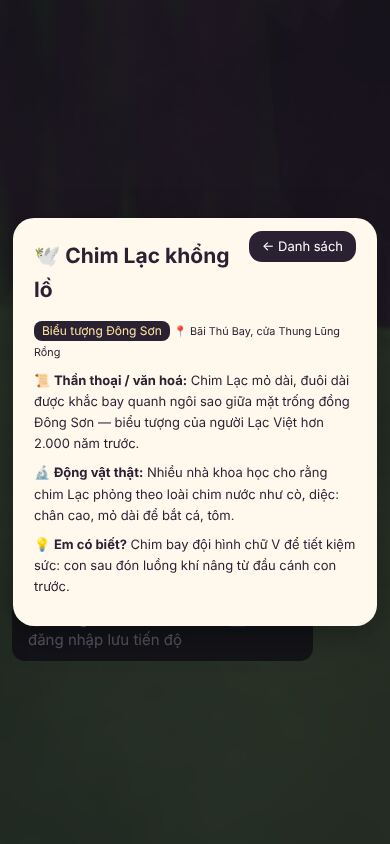 🕊️ Chim Lạc khổng
lồ
← Danh sách
Biểu tượng Đông Sơn 📍 Bãi Thú Bay, cửa Thung Lũng
Rồng
📜 Thần thoại / văn hoá: Chim Lạc mỏ dài, đuôi dài
được khắc bay quanh ngôi sao giữa mặt trống đồng
Đông Sơn — biểu tượng của người Lạc Việt hơn
2.000 năm trước.
🔬 Động vật thật: Nhiều nhà khoa học cho rằng
chim Lạc phỏng theo loài chim nước như cò, diệc:
chân cao, mỏ dài để bắt cá, tôm.
💡 Em có biết? Chim bay đội hình chữ V để tiết kiệm
sức: con sau đón luồng khí nâng từ đầu cánh con
trước.
đăng nhập lưu tiến độ